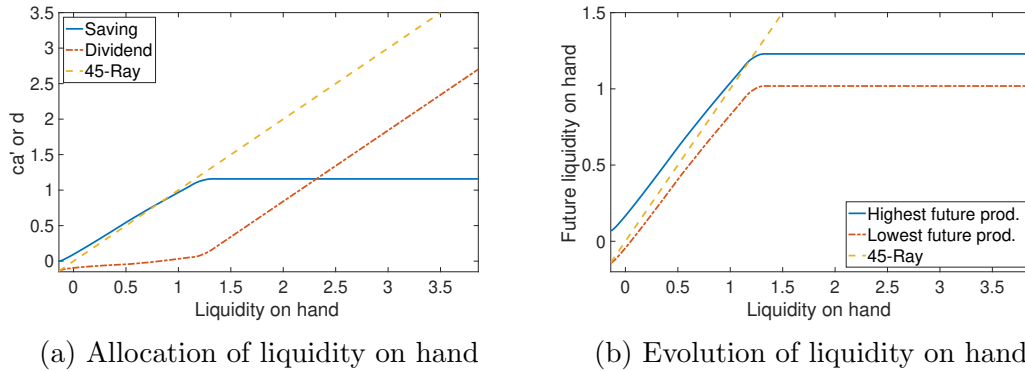 3.5
3
2.5
2
1.5
1
0.5
0
ca' or d
Saving
Dividend
45-Ray
0 0.5 1 1.5 2 2.5 3 3.5
Liquidity on hand
(a) Allocation of liquidity on hand
1.5
1
0.5
0
Future liquidity on hand
Highest future prod.
Lowest future prod.
45-Ray
0 0.5 1 1.5 2 2.5 3 3.5
Liquidity on hand
(b) Evolution of liquidity on hand